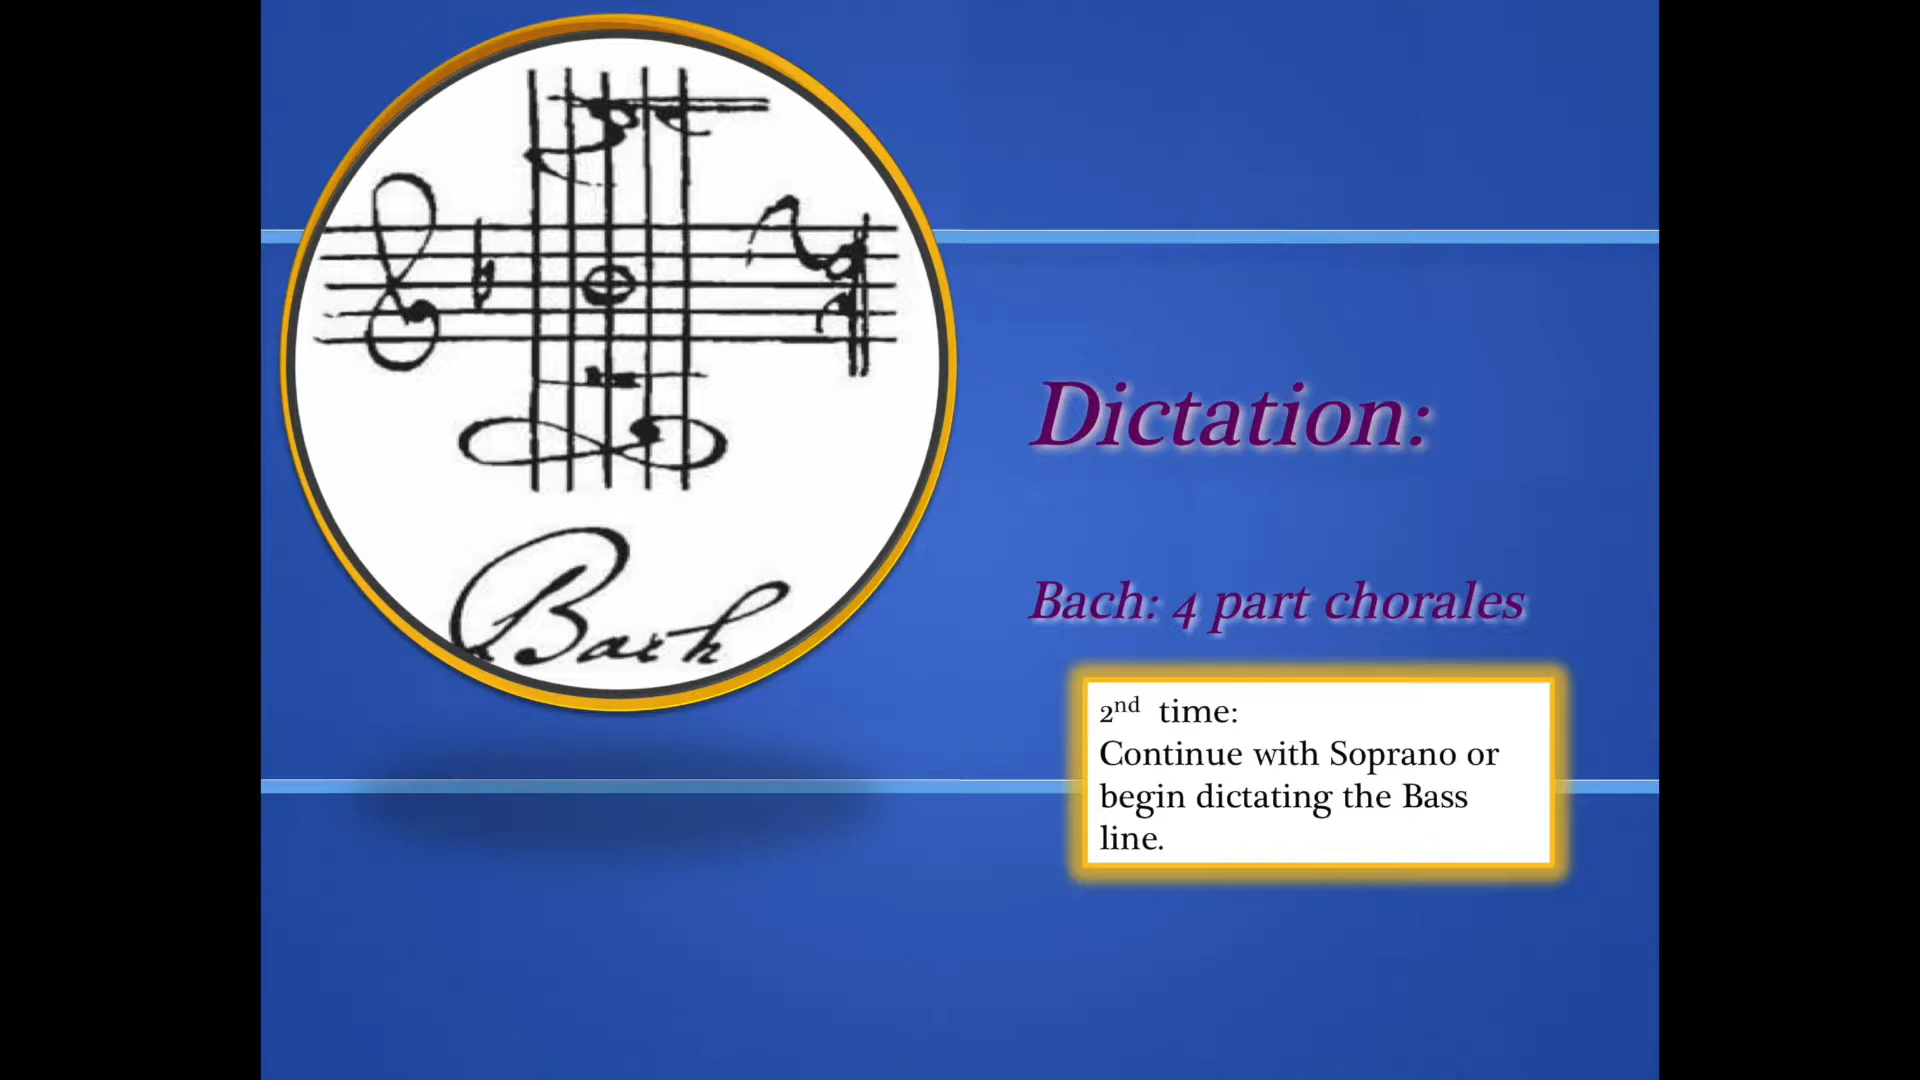 Bach
Dictation:
Bach: 4 part chorales
2nd time:
Continue with Soprano or
begin dictating the Bass
line.